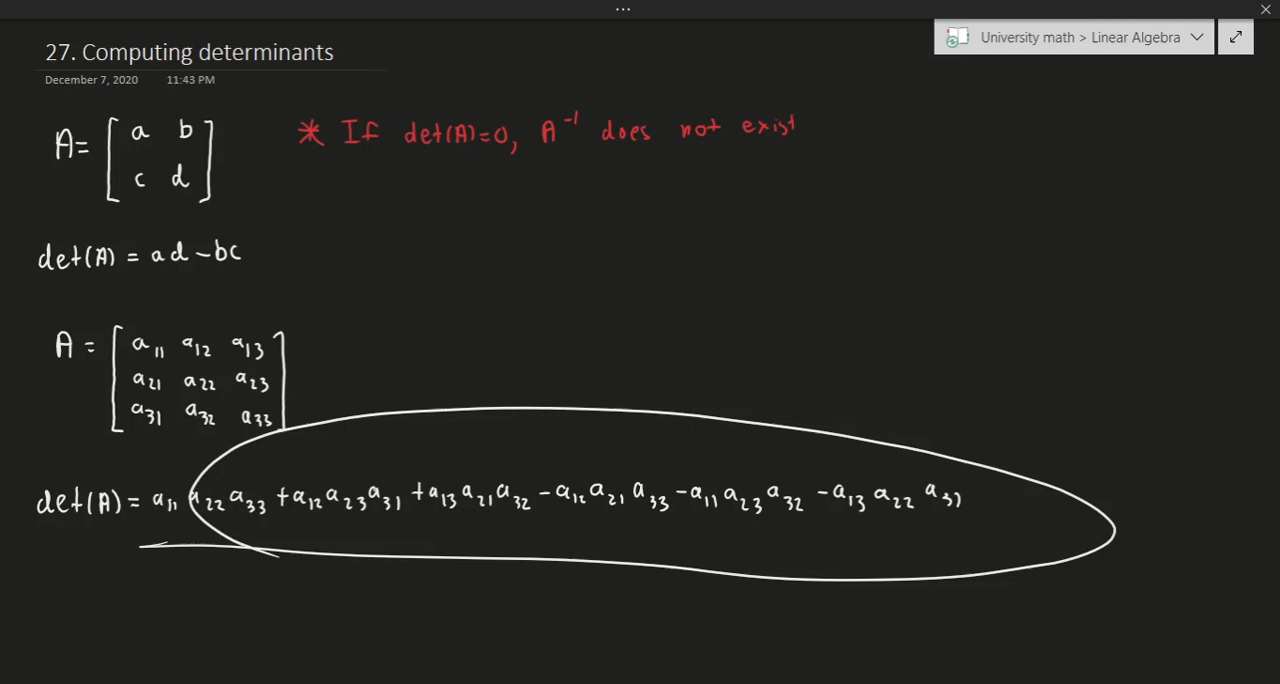 ...
27. Computing determinants
University math > Linear Algebra
December 7, 2020 11:43 PM
A= [ a b
c d ]
* If det(A)=0, A⁻¹ does not exist
det(A) = ad - bc
A = [ a₁₁ a₁₂ a₁₃
a₂₁ a₂₂ a₂₃
a₃₁ a₃₂ a₃₃ ]
det(A) = a₁₁ a₂₂ a₃₃ + a₁₂ a₂₃ a₃₁ + a₁₃ a₂₁ a₃₂ - a₁₂ a₂₁ a₃₃ - a₁₁ a₂₃ a₃₂ - a₁₃ a₂₂ a₃₁